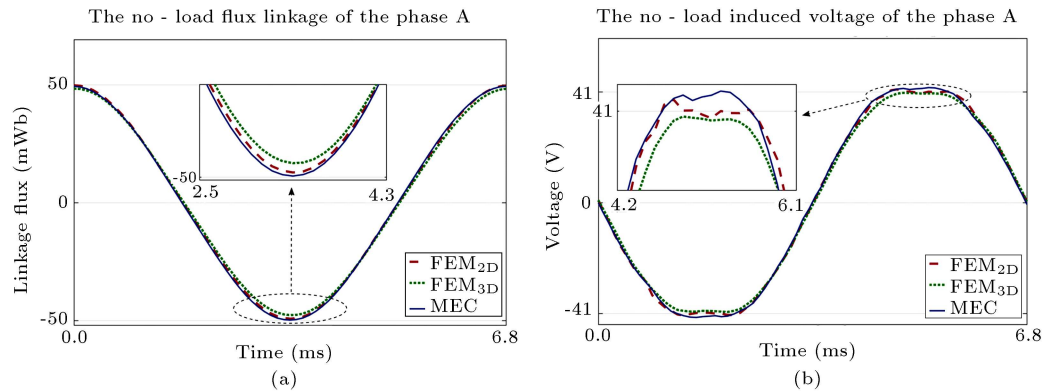 The no - load flux linkage of the phase A
50
0
-50
Linkage flux (mWb)
-50
2.5
4.3
FEM2D
FEM3D
MEC
0.0
6.8
Time (ms)
(a)
The no - load induced voltage of the phase A
41
0
-41
Voltage (V)
41
4.2
6.1
FEM2D
FEM3D
MEC
0.0
6.8
Time (ms)
(b)